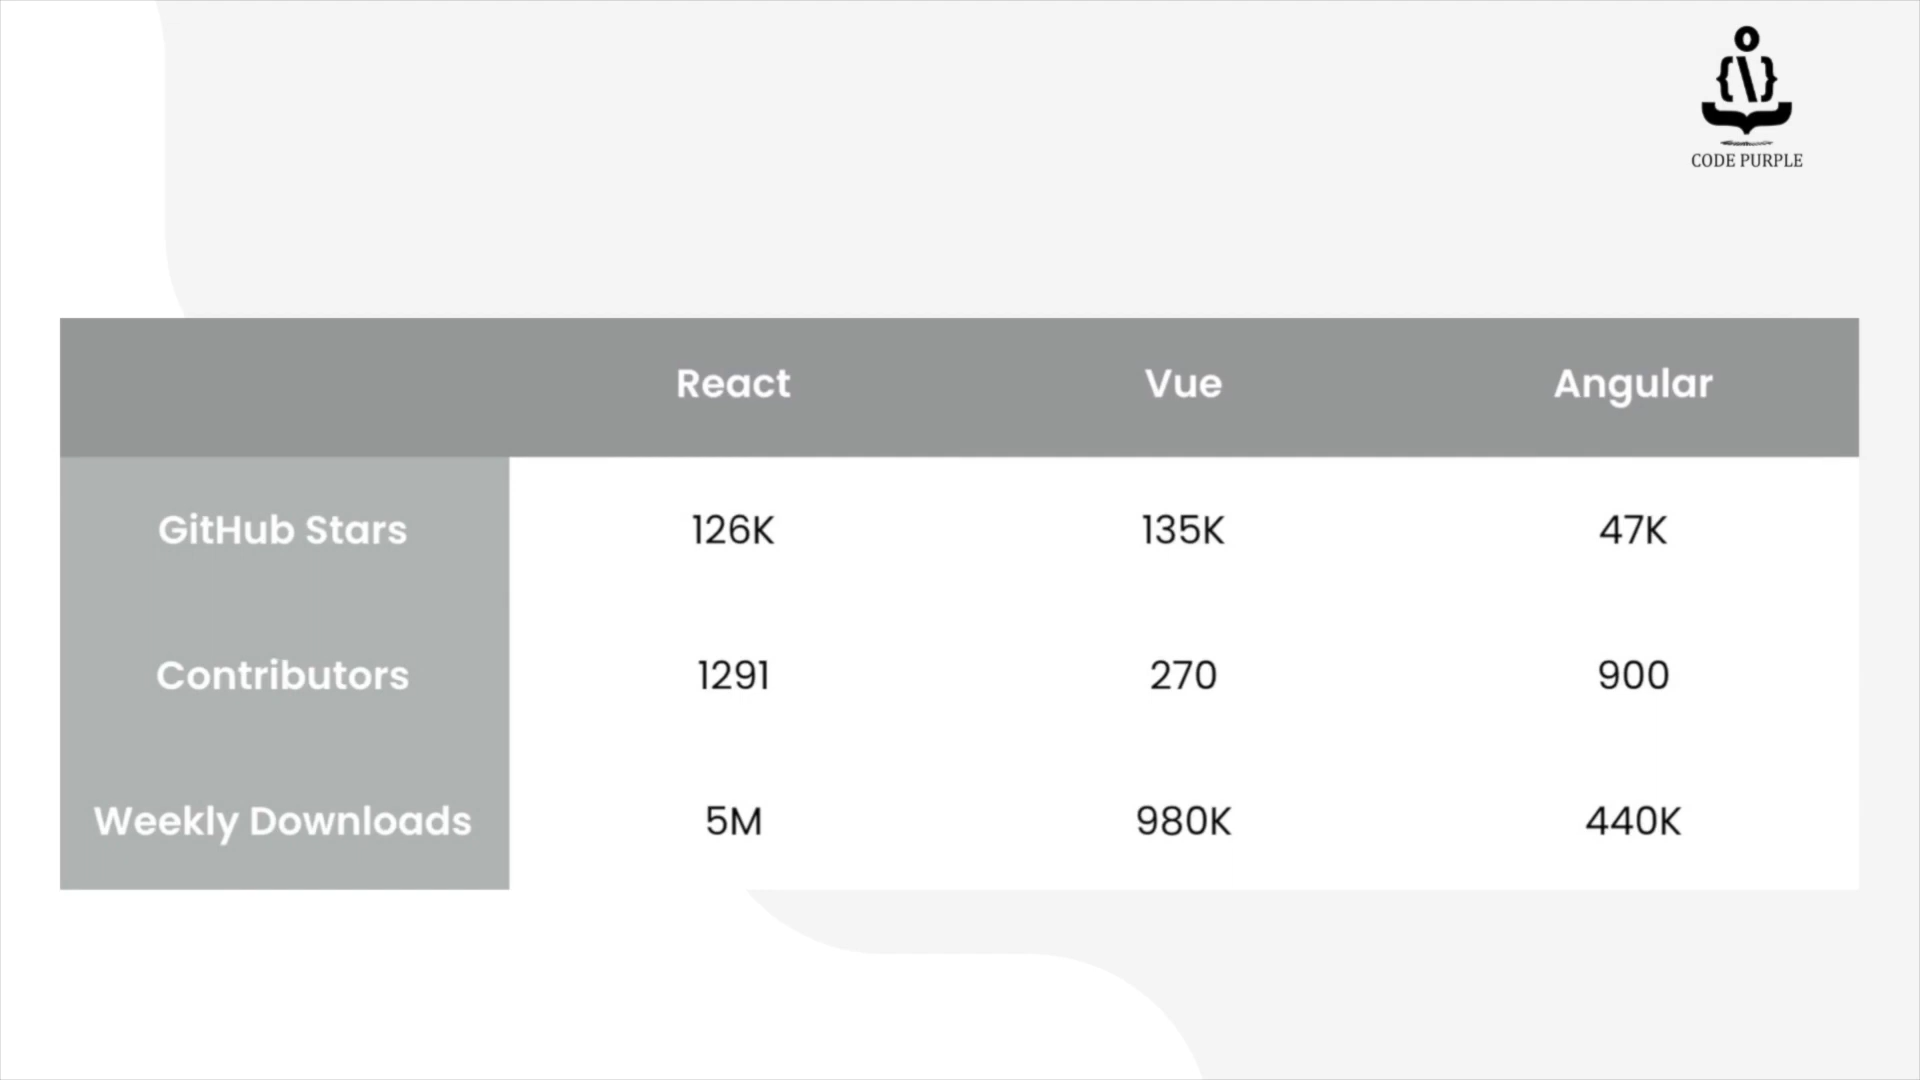 CODE PURPLE
React Vue Angular
GitHub Stars 126K 135K 47K
Contributors 1291 270 900
Weekly Downloads 5M 980K 440K